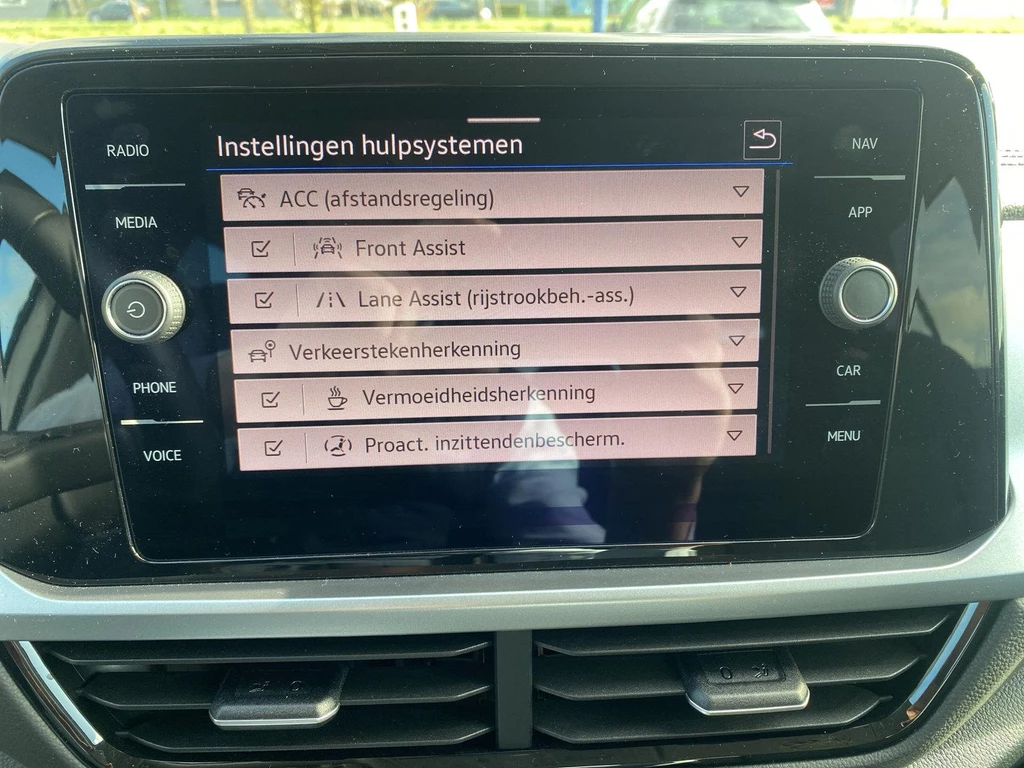 Instellingen hulpsystemen
RADIO
NAV
ACC (afstandsregeling)
MEDIA
APP
Front Assist
Lane Assist (rijstrookbeh.-ass.)
Verkeerstekenherkenning
PHONE
CAR
Vermoeidheidsherkenning
VOICE
Proact. inzittendenbescherm.
MENU